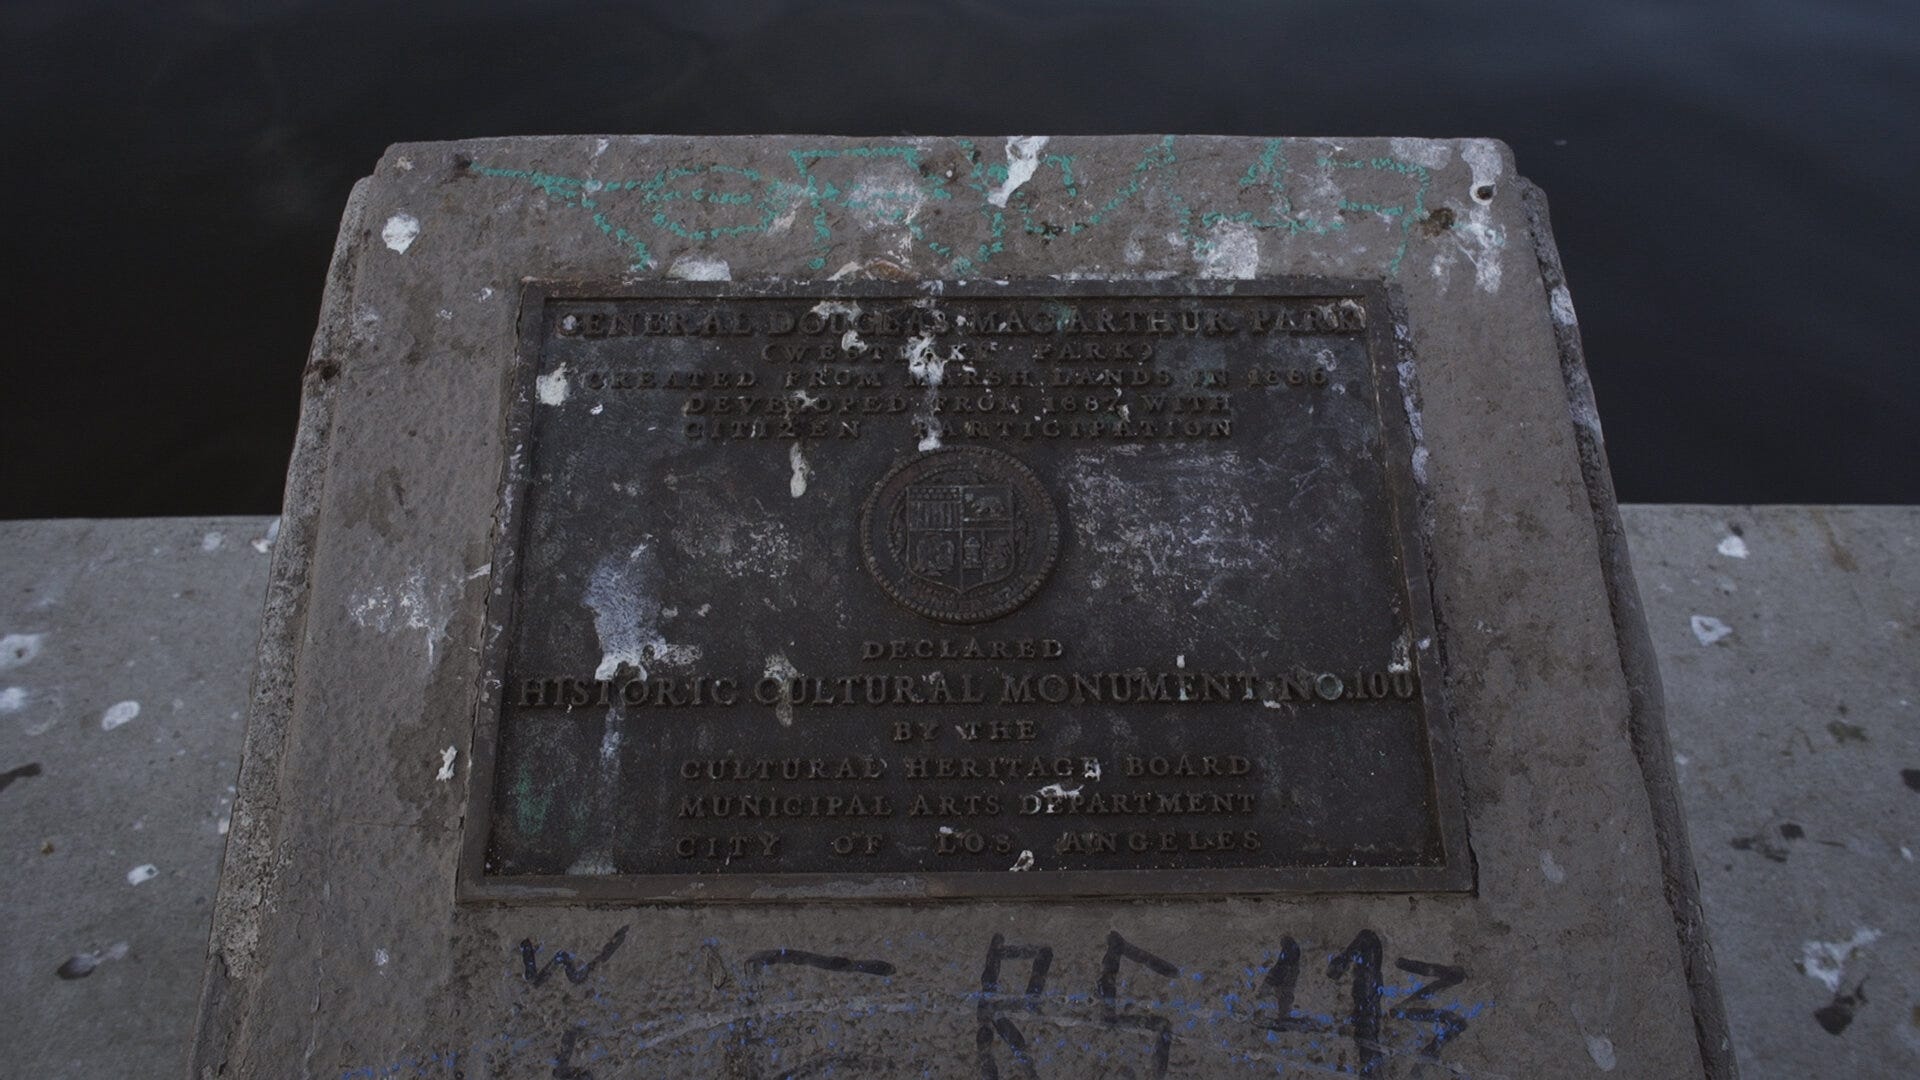 GENERAL DOUGLAS MACARTHUR PARK
(WESTLAKE PARK)
CREATED FROM MARSH LANDS IN 1866
DEVELOPED FROM 1887 WITH
CITIZEN PARTICIPATION
DECLARED
HISTORIC CULTURAL MONUMENT NO.100
BY THE
CULTURAL HERITAGE BOARD
MUNICIPAL ARTS DEPARTMENT
CITY OF LOS ANGELES